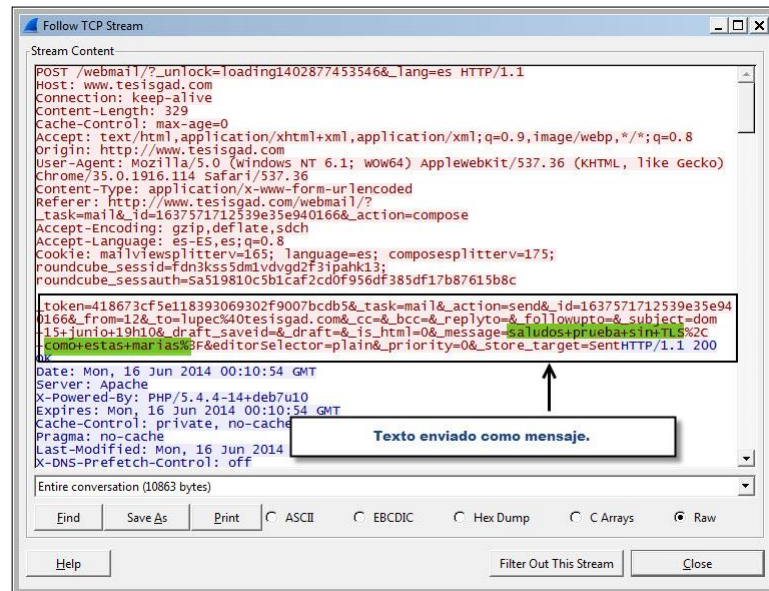 Follow TCP Stream
Stream Content
POST /webmail/?_unlock=loading1402877453546&_lang=es HTTP/1.1
Host: www.tesisgad.com
Connection: keep-alive
Content-Length: 329
Cache-Control: max-age=0
Accept: text/html,application/xhtml+xml,application/xml;q=0.9,image/webp,*/*;q=0.8
Origin: http://www.tesisgad.com
User-Agent: Mozilla/5.0 (Windows NT 6.1; WOW64) AppleWebKit/537.36 (KHTML, like Gecko)
Chrome/35.0.1916.114 Safari/537.36
Content-Type: application/x-www-form-urlencoded
Referer: http://www.tesisgad.com/webmail/?
_task=mail&_id=1637571712539e35e940166&_action=compose
Accept-Encoding: gzip,deflate,sdch
Accept-Language: es-ES,es;q=0.8
Cookie: mailviewsplitterv=165; language=es; composesplitterv=175;
roundcube_sessid=fdn3kss5dm1vdvgd2f3ipahk13;
roundcube_sessauth=Sa519810c5b1caf2cd0f956df385df17b87615b8c
_token=418673cf5e118393069302f9007bcdb5&_task=mail&_action=send&_id=1637571712539e35e94
0166&_from=12&_to=lupec%40tesisgad.com&_cc=&_bcc=&_replyto=&_followupto=&_subject=dom
+15+junio+19h10&_draft_saveid=&_draft=&_is_html=0&_message=saludos+prueba+sin+TLS%2C
+como+estas+marias%3F&editorSelector=plain&_priority=0&_store_target=SentHTTP/1.1 200
OK
Date: Mon, 16 Jun 2014 00:10:54 GMT
Server: Apache
X-Powered-By: PHP/5.4.4-14+deb7u10
Expires: Mon, 16 Jun 2014 00:10:54 GMT
Cache-Control: private, no-cache
Pragma: no-cache
Last-Modified: Mon, 16 Jun 2014
X-DNS-Prefetch-Control: off
Texto enviado como mensaje.
Entire conversation (10863 bytes)
Find Save As Print ASCII EBCDIC Hex Dump C Arrays Raw
Help Filter Out This Stream Close